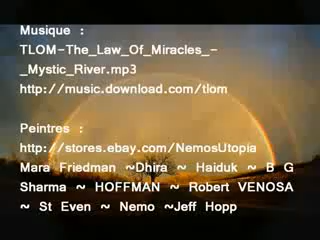 Musique :
TLOM-The_Law_Of_Miracles_-
_Mystic_River.mp3
http://music.download.com/tlom
Peintres :
http://stores.ebay.com/NemosUtopia
Mara Friedman ~Dhira ~ Haiduk ~ B G
Sharma ~ HOFFMAN ~ Robert VENOSA
~ St Even ~ Nemo ~Jeff Hopp